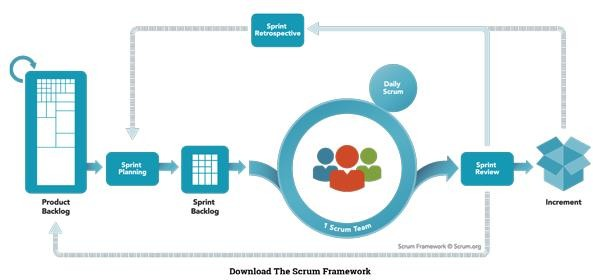 Sprint
Retrospective
Daily
Scrum
Sprint
Planning
Sprint
Review
Product
Backlog
Sprint
Backlog
1 Scrum Team
Increment
Scrum Framework © Scrum.org
Download The Scrum Framework